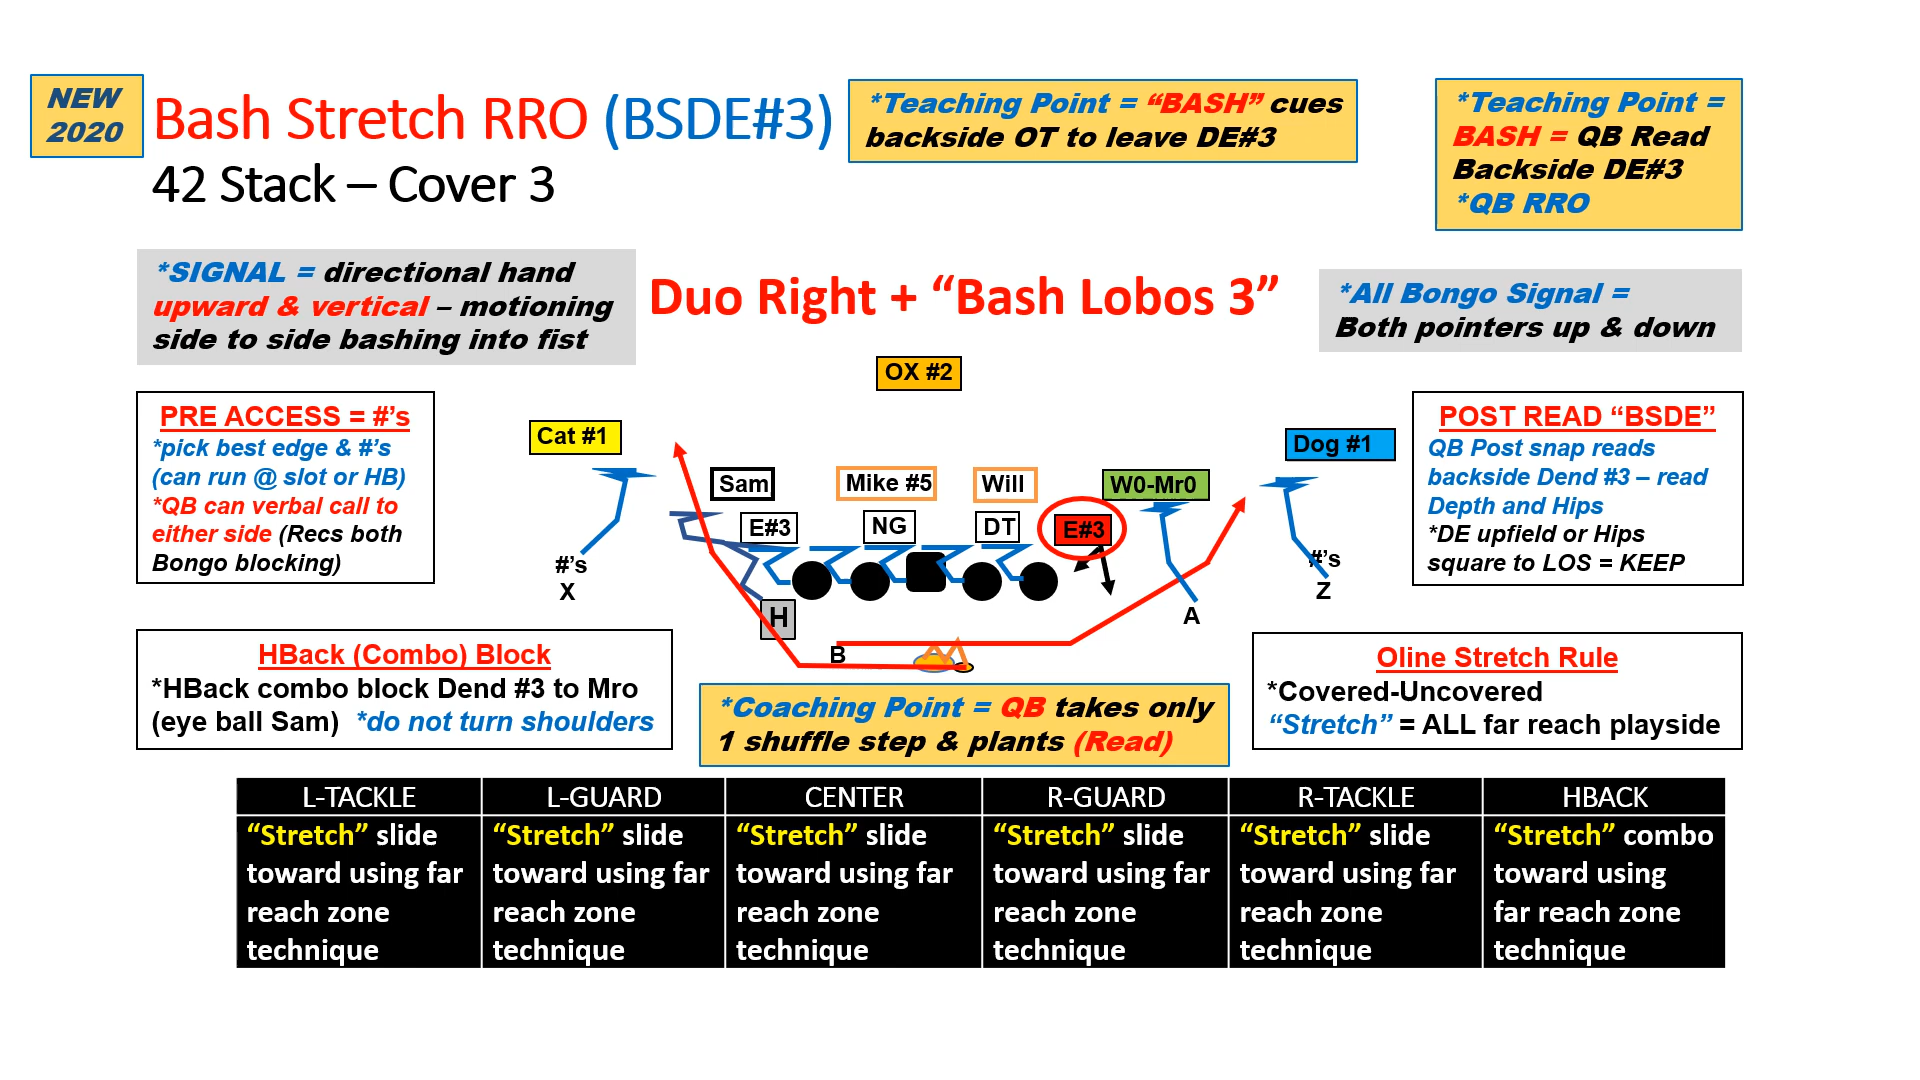 NEW
2020
Bash Stretch RRO (BSDE#3)
42 Stack – Cover 3
*Teaching Point = “BASH” cues
backside OT to leave DE#3
*Teaching Point =
BASH = QB Read
Backside DE#3
*QB RRO
*SIGNAL = directional hand
upward & vertical – motioning
side to side bashing into fist
Duo Right + “Bash Lobos 3”
*All Bongo Signal =
Both pointers up & down
OX #2
PRE ACCESS = #’s
*pick best edge & #’s
(can run @ slot or HB)
*QB can verbal call to
either side (Recs both
Bongo blocking)
Cat #1
Dog #1
POST READ “BSDE”
QB Post snap reads
backside Dend #3 – read
Depth and Hips
*DE upfield or Hips
square to LOS = KEEP
Sam
Mike #5
Will
W0-Mr0
E#3
NG
DT
E#3
#’s
X
#’s
Z
H
A
B
HBack (Combo) Block
*HBack combo block Dend #3 to Mro
(eye ball Sam) *do not turn shoulders
*Coaching Point = QB takes only
1 shuffle step & plants (Read)
Oline Stretch Rule
*Covered-Uncovered
“Stretch” = ALL far reach playside
L-TACKLE
L-GUARD
CENTER
R-GUARD
R-TACKLE
HBACK
“Stretch” slide
toward using far
reach zone
technique
“Stretch” slide
toward using far
reach zone
technique
“Stretch” slide
toward using far
reach zone
technique
“Stretch” slide
toward using far
reach zone
technique
“Stretch” slide
toward using far
reach zone
technique
“Stretch” combo
toward using
far reach zone
technique